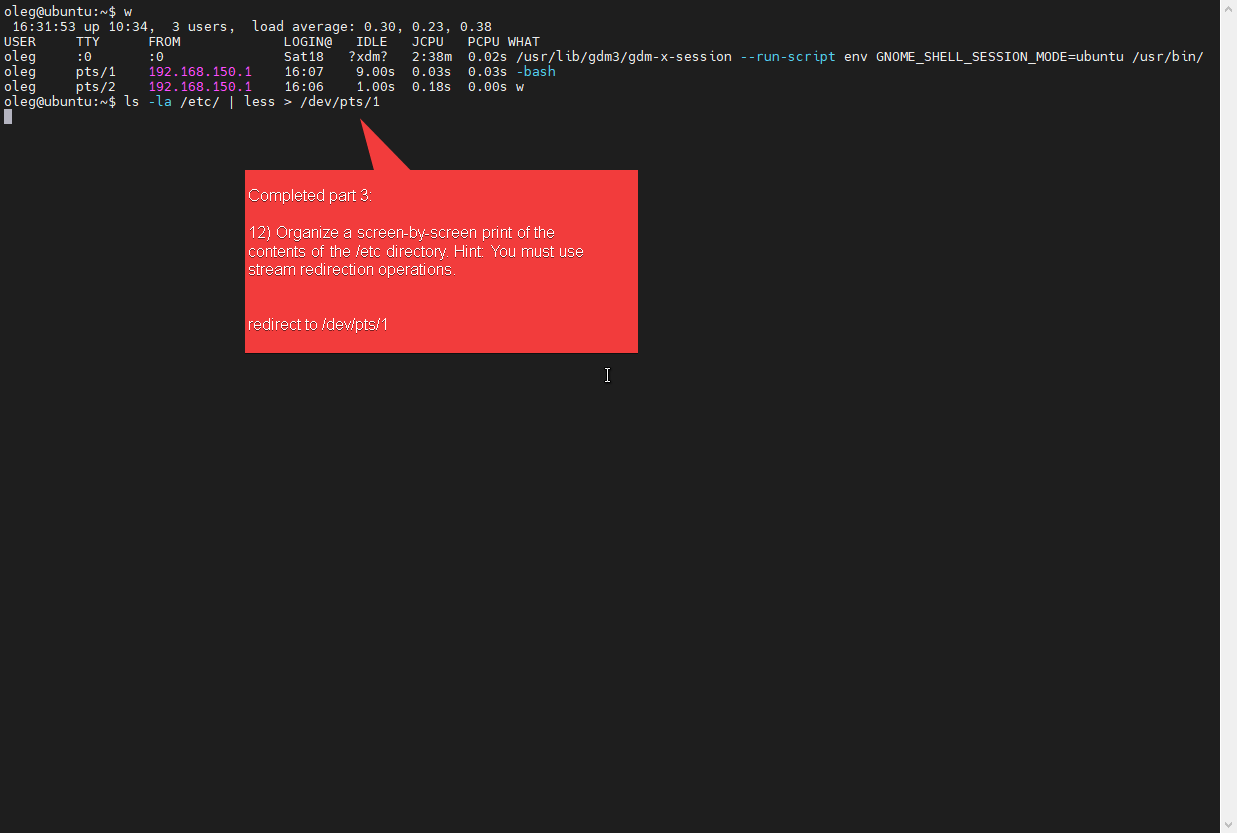 oleg@ubuntu:~$ w
 16:31:53 up 10:34,  3 users,  load average: 0.30, 0.23, 0.38
USER     TTY      FROM             LOGIN@   IDLE   JCPU   PCPU WHAT
oleg     :0       :0               Sat18   ?xdm?   2:38m  0.02s /usr/lib/gdm3/gdm-x-session --run-script env GNOME_SHELL_SESSION_MODE=ubuntu /usr/bin/
oleg     pts/1    192.168.150.1    16:07    9.00s  0.03s  0.03s -bash
oleg     pts/2    192.168.150.1    16:06    1.00s  0.18s  0.00s w
oleg@ubuntu:~$ ls -la /etc/ | less > /dev/pts/1
Completed part 3:
12) Organize a screen-by-screen print of the
contents of the /etc directory. Hint: You must use
stream redirection operations.
redirect to /dev/pts/1